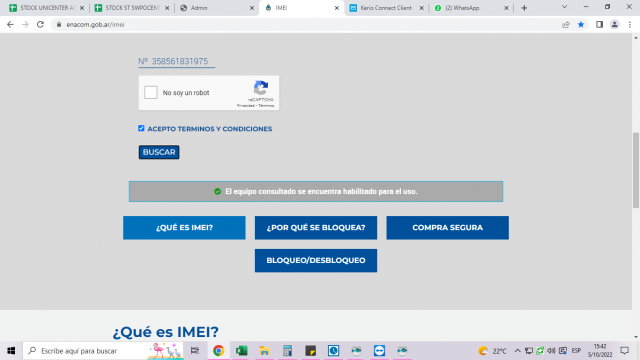 STOCK UNICENTER A
STOCK ST SWPOCENT
Admin
IMEI
Kerio Connect Client
(2) WhatsApp
enacom.gob.ar/imei
Nº 358561831975
No soy un robot
reCAPTCHA
Privacidad - Términos
ACEPTO TERMINOS Y CONDICIONES
BUSCAR
El equipo consultado se encuentra habilitado para el uso.
¿QUÉ ES IMEI?
¿POR QUÉ SE BLOQUEA?
COMPRA SEGURA
BLOQUEO/DESBLOQUEO
¿Qué es IMEI?
Escribe aquí para buscar
22°C
ESP
15:42
5/10/2022